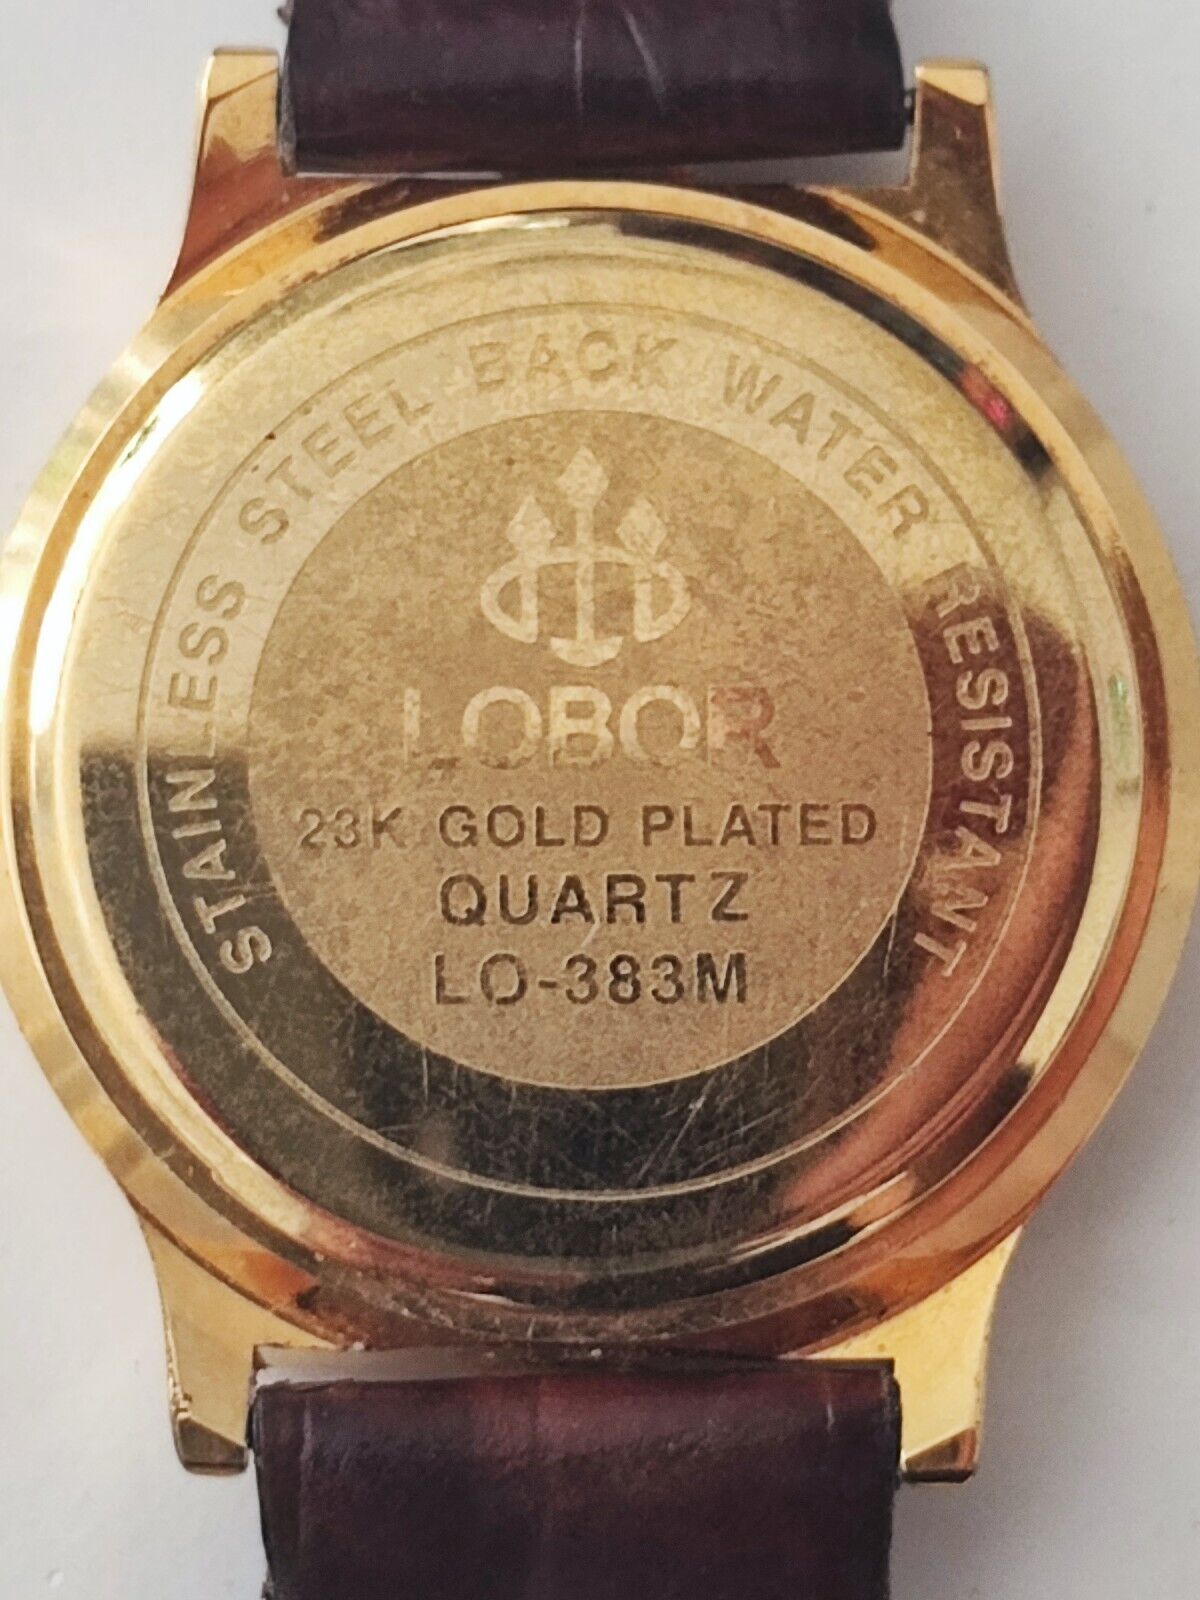 STAINLESS STEEL BACK WATER RESISTANT
LOBOR
23K GOLD PLATED
QUARTZ
LO-383M